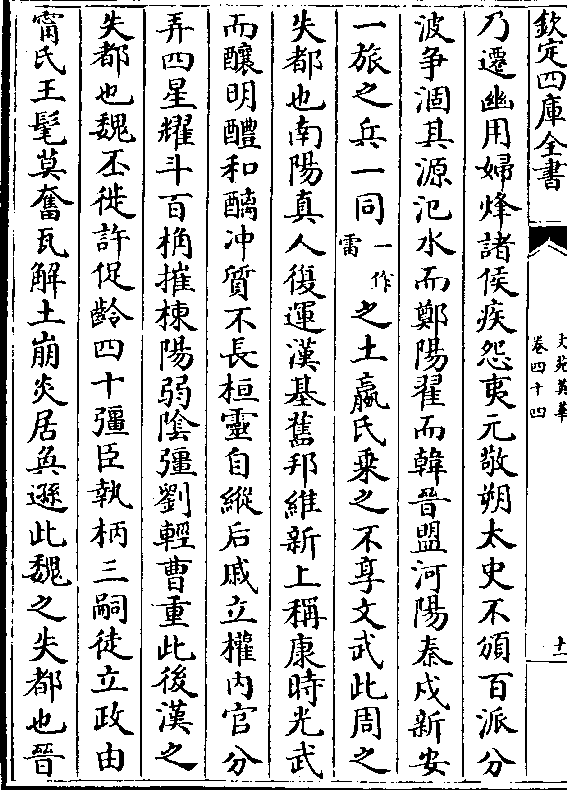 欽定四庫全書
文苑英華
卷四十四
十一
乃遷幽用婦烽諸侯疾怨夷元敬朔太史不頒百派分
波爭涸其源汜水而鄭陽翟而韓晉盟河陽秦戍新安
一旅之兵一同一作雷之土嬴氏乗之不享文武此周之
失都也南陽真人復運漢基舊邦維新上稱康時光武
而釀明醴和醨冲質不長桓靈自縱后戚立權内官分
弄四星耀斗百桷摧棟陽弱陰彊劉輕曹重此後漢之
失都也魏丕徙許促齡四十彊臣執柄三嗣徒立政由
甯氏王髦莫奮瓦解土崩炎居奐遜此魏之失都也晉